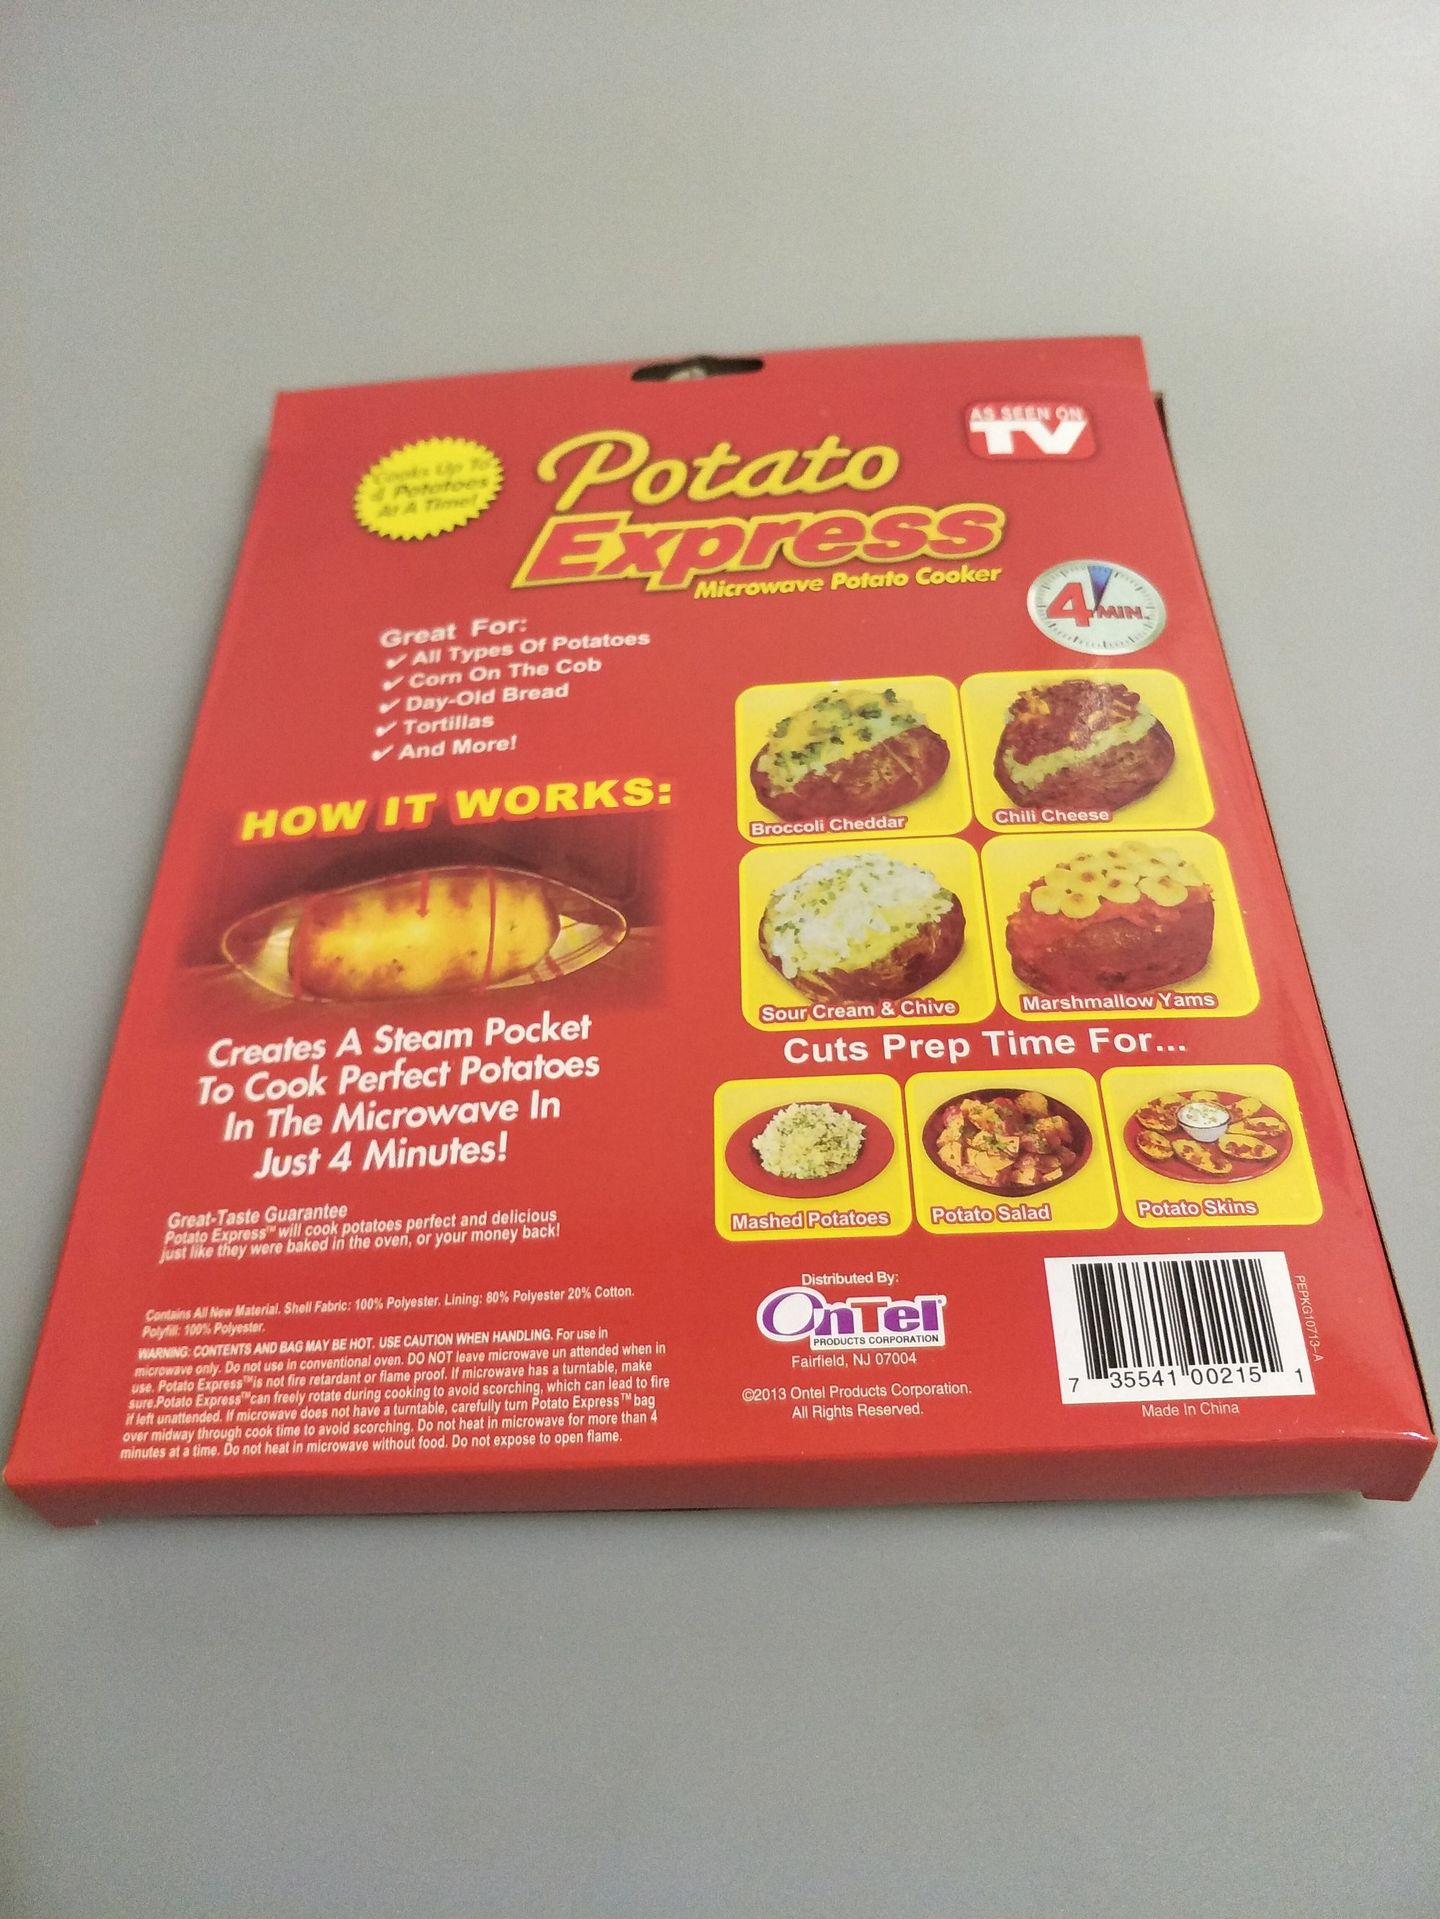 AS SEEN ON
TV
Cooks Up To
4 Potatoes
At A Time!
Potato
Express
Microwave Potato Cooker
4 MIN.
Great For:
✔ All Types Of Potatoes
✔ Corn On The Cob
✔ Day-Old Bread
✔ Tortillas
✔ And More!
HOW IT WORKS:
Creates A Steam Pocket
To Cook Perfect Potatoes
In The Microwave In
Just 4 Minutes!
Great-Taste Guarantee
Potato Express™ will cook potatoes perfect and delicious
just like they were baked in the oven, or your money back!
Contains All New Material. Shell Fabric: 100% Polyester. Lining: 80% Polyester 20% Cotton.
Polyfill: 100% Polyester.
WARNING: CONTENTS AND BAG MAY BE HOT. USE CAUTION WHEN HANDLING. For use in
microwave only. Do not use in conventional oven. DO NOT leave microwave un attended when in
use. Potato Express™is not fire retardant or flame proof. If microwave has a turntable, make
sure.Potato Express™can freely rotate during cooking to avoid scorching, which can lead to fire
if left unattended. If microwave does not have a turntable, carefully turn Potato Express™ bag
over midway through cook time to avoid scorching. Do not heat in microwave for more than 4
minutes at a time. Do not heat in microwave without food. Do not expose to open flame.
Broccoli Cheddar
Chili Cheese
Sour Cream & Chive
Marshmallow Yams
Cuts Prep Time For...
Mashed Potatoes
Potato Salad
Potato Skins
Distributed By:
OnTel
PRODUCTS CORPORATION
Fairfield, NJ 07004
©2013 Ontel Products Corporation.
All Rights Reserved.
7 35541 00215 1
Made In China
PEPKG10713-A